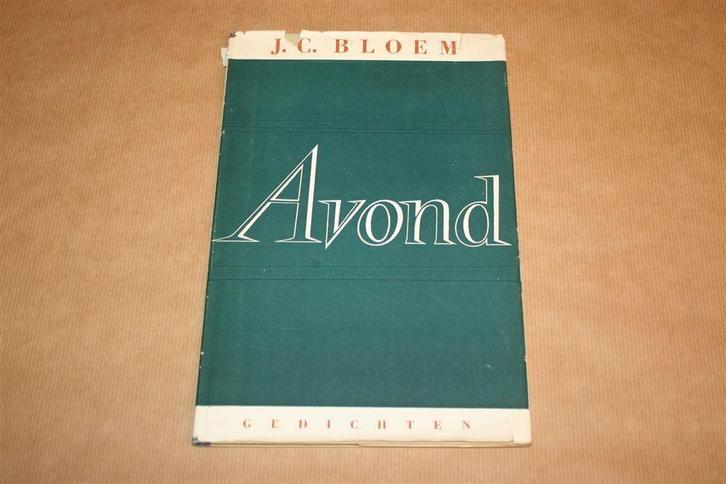 J. C. BLOEM
Avond
GEDICHTEN